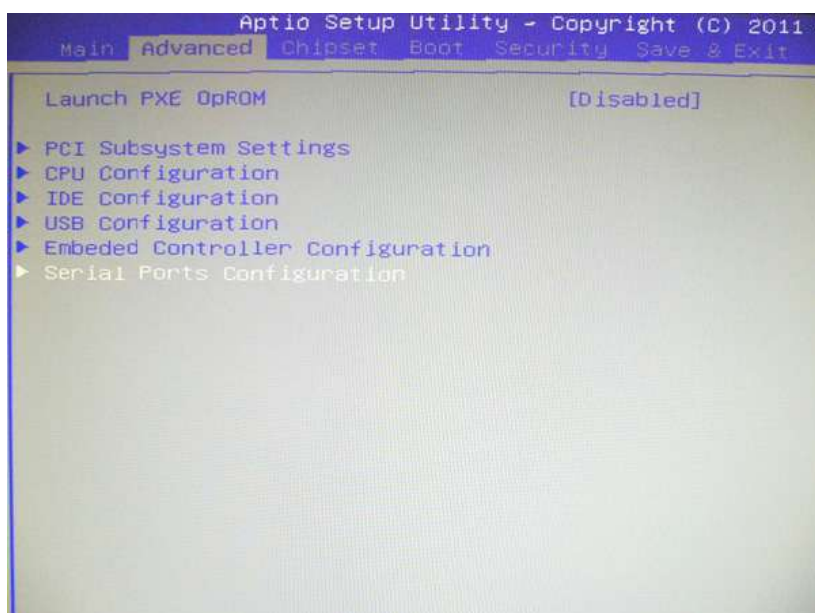 Aptio Setup Utility - Copyright (C) 2011
Main Advanced Chipset Boot Security Save & Exit
Launch PXE OpROM [Disabled]
PCI Subsystem Settings
CPU Configuration
IDE Configuration
USB Configuration
Embeded Controller Configuration
Serial Ports Configuration